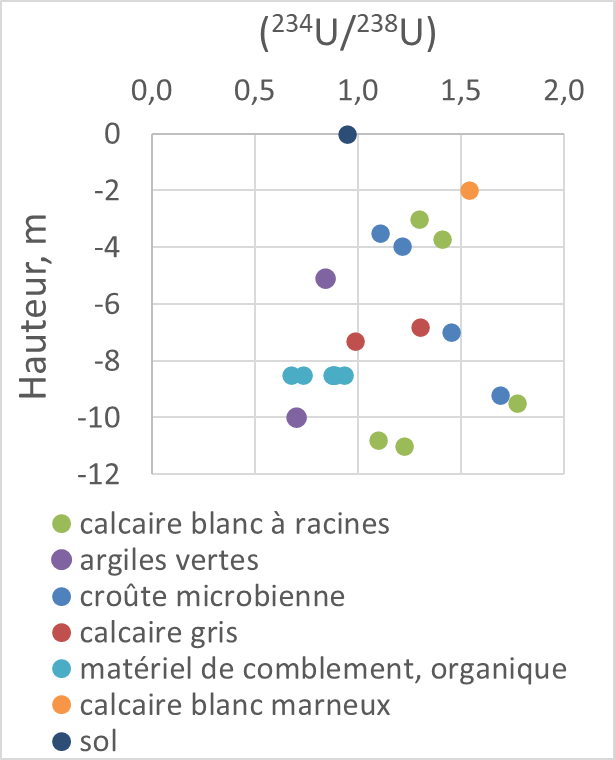 (²³⁴U/²³⁸U)
0,0 0,5 1,0 1,5 2,0
0
-2
-4
-6
-8
-10
-12
Hauteur, m
calcaire blanc à racines
argiles vertes
croûte microbienne
calcaire gris
matériel de comblement, organique
calcaire blanc marneux
sol